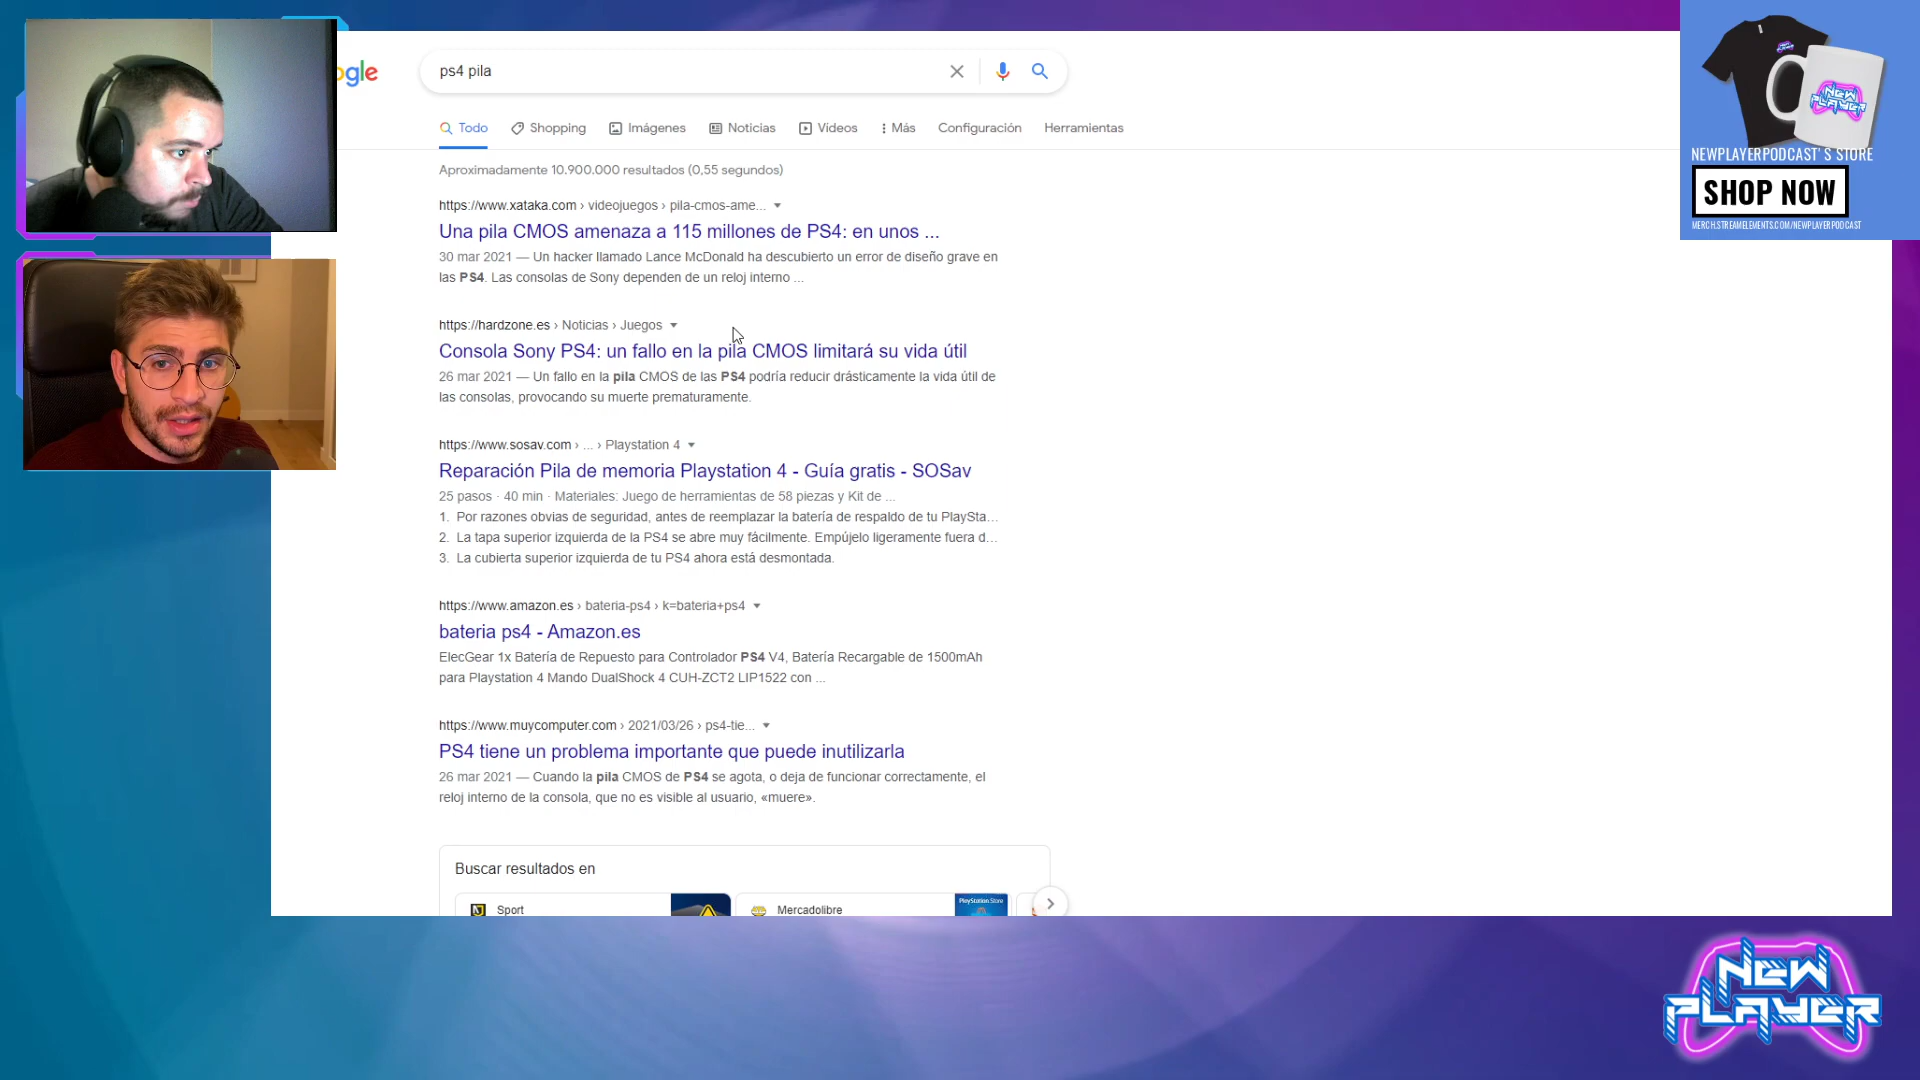 ogle
ps4 pila
Todo
Shopping
Imágenes
Noticias
Vídeos
Más
Configuración
Herramientas
Aproximadamente 10.900.000 resultados (0,55 segundos)
https://www.xataka.com › videojuegos › pila-cmos-ame...
Una pila CMOS amenaza a 115 millones de PS4: en unos ...
30 mar 2021 — Un hacker llamado Lance McDonald ha descubierto un error de diseño grave en
las PS4. Las consolas de Sony dependen de un reloj interno ...
https://hardzone.es › Noticias › Juegos
Consola Sony PS4: un fallo en la pila CMOS limitará su vida útil
26 mar 2021 — Un fallo en la pila CMOS de las PS4 podría reducir drásticamente la vida útil de
las consolas, provocando su muerte prematuramente.
https://www.sosav.com › ... › Playstation 4
Reparación Pila de memoria Playstation 4 - Guía gratis - SOSav
25 pasos · 40 min · Materiales: Juego de herramientas de 58 piezas y Kit de ...
1. Por razones obvias de seguridad, antes de reemplazar la batería de respaldo de tu PlaySta...
2. La tapa superior izquierda de la PS4 se abre muy fácilmente. Empújelo ligeramente fuera d...
3. La cubierta superior izquierda de tu PS4 ahora está desmontada.
https://www.amazon.es › bateria-ps4 › k=bateria+ps4
bateria ps4 - Amazon.es
ElecGear 1x Batería de Repuesto para Controlador PS4 V4, Batería Recargable de 1500mAh
para Playstation 4 Mando DualShock 4 CUH-ZCT2 LIP1522 con ...
https://www.muycomputer.com › 2021/03/26 › ps4-tie...
PS4 tiene un problema importante que puede inutilizarla
26 mar 2021 — Cuando la pila CMOS de PS4 se agota, o deja de funcionar correctamente, el
reloj interno de la consola, que no es visible al usuario, «muere».
Buscar resultados en
Sport
Mercadolibre
PlayStation Store
NEW
PLAYER
NEWPLAYERPODCAST'S STORE
SHOP NOW
MERCH.STREAMELEMENTS.COM/NEWPLAYERPODCAST
NEW
PLAYER